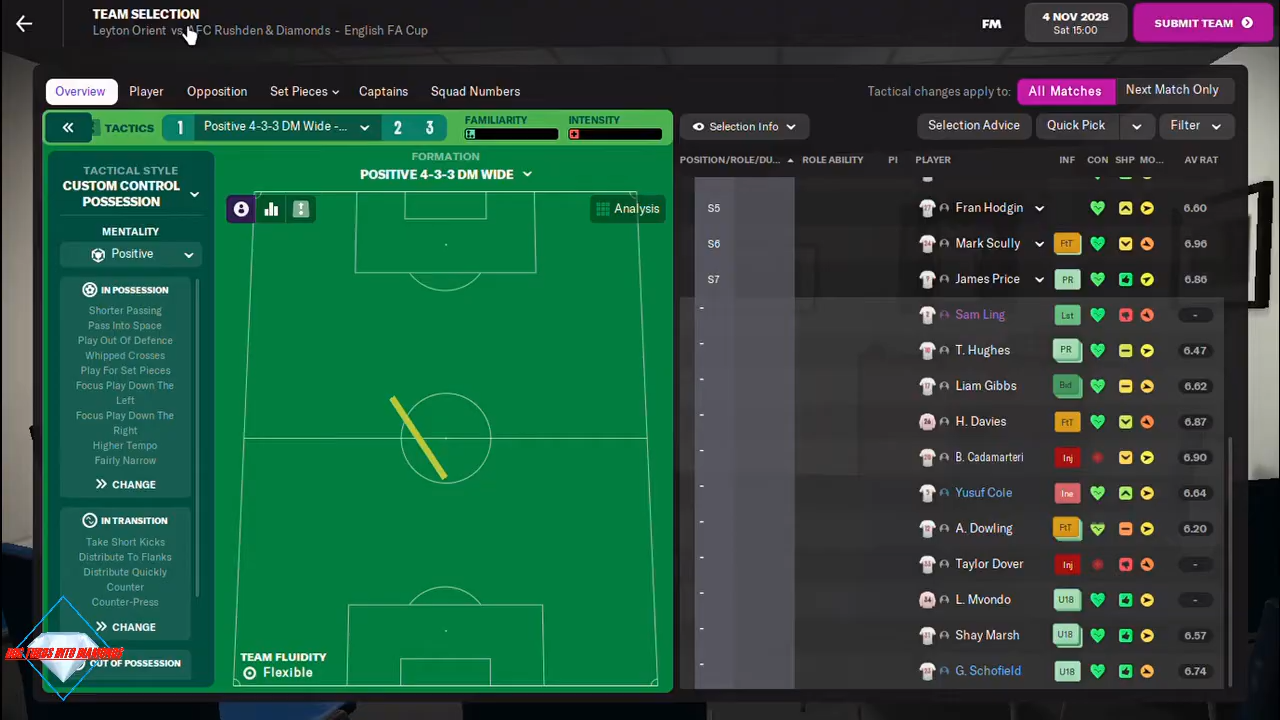 TEAM SELECTION
Leyton Orient vs AFC Rushden & Diamonds - English FA Cup
FM
4 NOV 2028
Sat 15:00
SUBMIT TEAM
Overview
Player
Opposition
Set Pieces
Captains
Squad Numbers
Tactical changes apply to:
All Matches
Next Match Only
TACTICS
1
Positive 4-3-3 DM Wide -...
2
3
FAMILIARITY
INTENSITY
Selection Info
Selection Advice
Quick Pick
Filter
TACTICAL STYLE
CUSTOM CONTROL
POSSESSION
MENTALITY
Positive
IN POSSESSION
Shorter Passing
Pass Into Space
Play Out Of Defence
Whipped Crosses
Play For Set Pieces
Focus Play Down The
Left
Focus Play Down The
Right
Higher Tempo
Fairly Narrow
CHANGE
IN TRANSITION
Take Short Kicks
Distribute To Flanks
Distribute Quickly
Counter
Counter-Press
CHANGE
OUT OF POSSESSION
FORMATION
POSITIVE 4-3-3 DM WIDE
Analysis
TEAM FLUIDITY
Flexible
POSITION/ROLE/DU... ROLE ABILITY PI PLAYER INF CON SHP MO... AV RAT
S5 Fran Hodgin 6.60
S6 Mark Scully FtT 6.96
S7 James Price PR 6.86
- Sam Ling Lst -
- T. Hughes PR 6.47
- Liam Gibbs Bid 6.62
- H. Davies FtT 6.87
- B. Cadamarteri Inj 6.90
- Yusuf Cole Ine 6.64
- A. Dowling FtT 6.20
- Taylor Dover Inj -
- L. Mvondo U18 -
- Shay Marsh U18 6.57
- G. Schofield U18 6.74